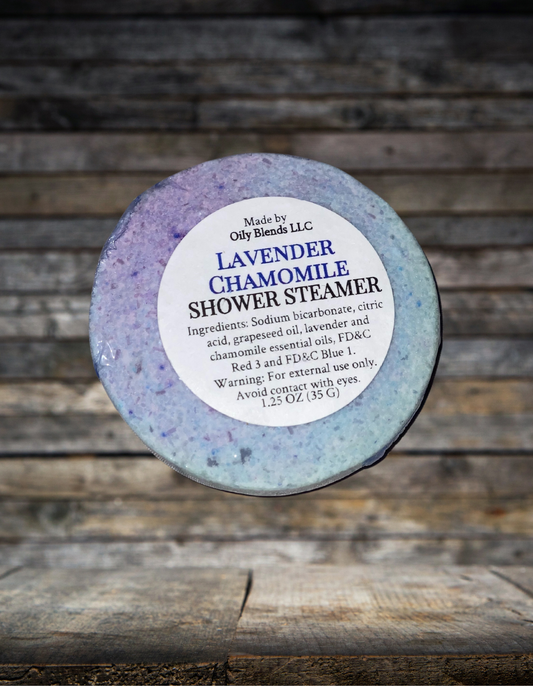 Made by
Oily Blends LLC
LAVENDER
CHAMOMILE
SHOWER STEAMER
Ingredients: Sodium bicarbonate, citric
acid, grapeseed oil, lavender and
chamomile essential oils, FD&C
Red 3 and FD&C Blue 1.
Warning: For external use only.
Avoid contact with eyes.
1.25 OZ (35 G)